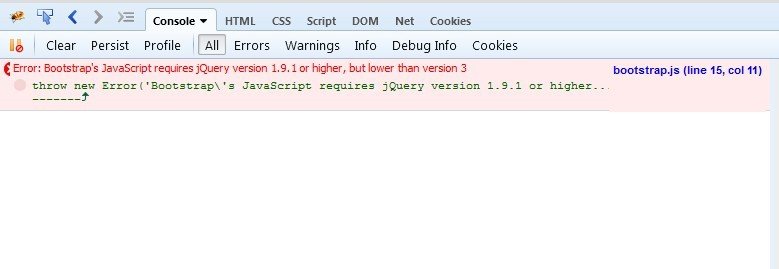 Console HTML CSS Script DOM Net Cookies
Clear Persist Profile All Errors Warnings Info Debug Info Cookies
Error: Bootstrap's JavaScript requires jQuery version 1.9.1 or higher, but lower than version 3 bootstrap.js (line 15, col 11)
throw new Error('Bootstrap\'s JavaScript requires jQuery version 1.9.1 or higher...